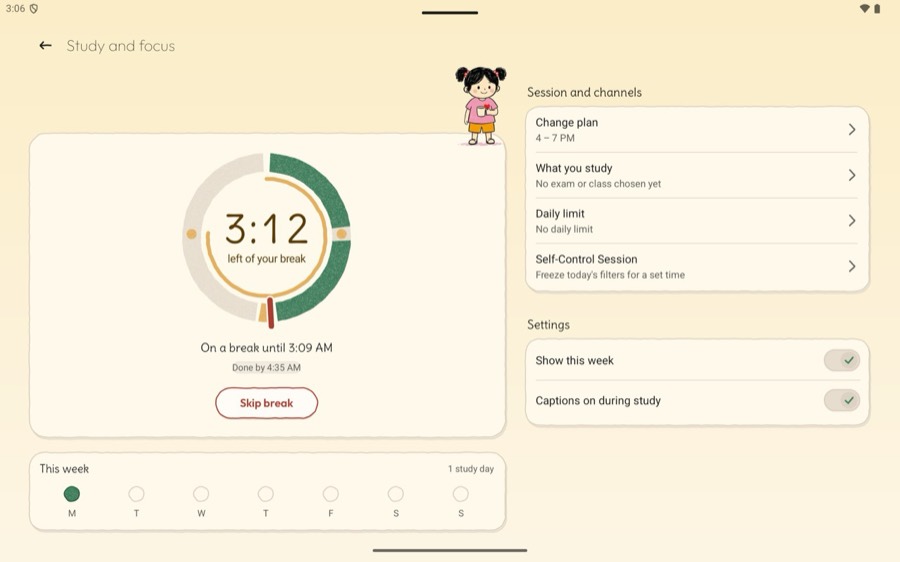 3:06
Study and focus
3:12
left of your break
On a break until 3:09 AM
Done by 4:35 AM
Skip break
This week
1 study day
M T W T F S S
Session and channels
Change plan
4 – 7 PM
What you study
No exam or class chosen yet
Daily limit
No daily limit
Self-Control Session
Freeze today's filters for a set time
Settings
Show this week
Captions on during study